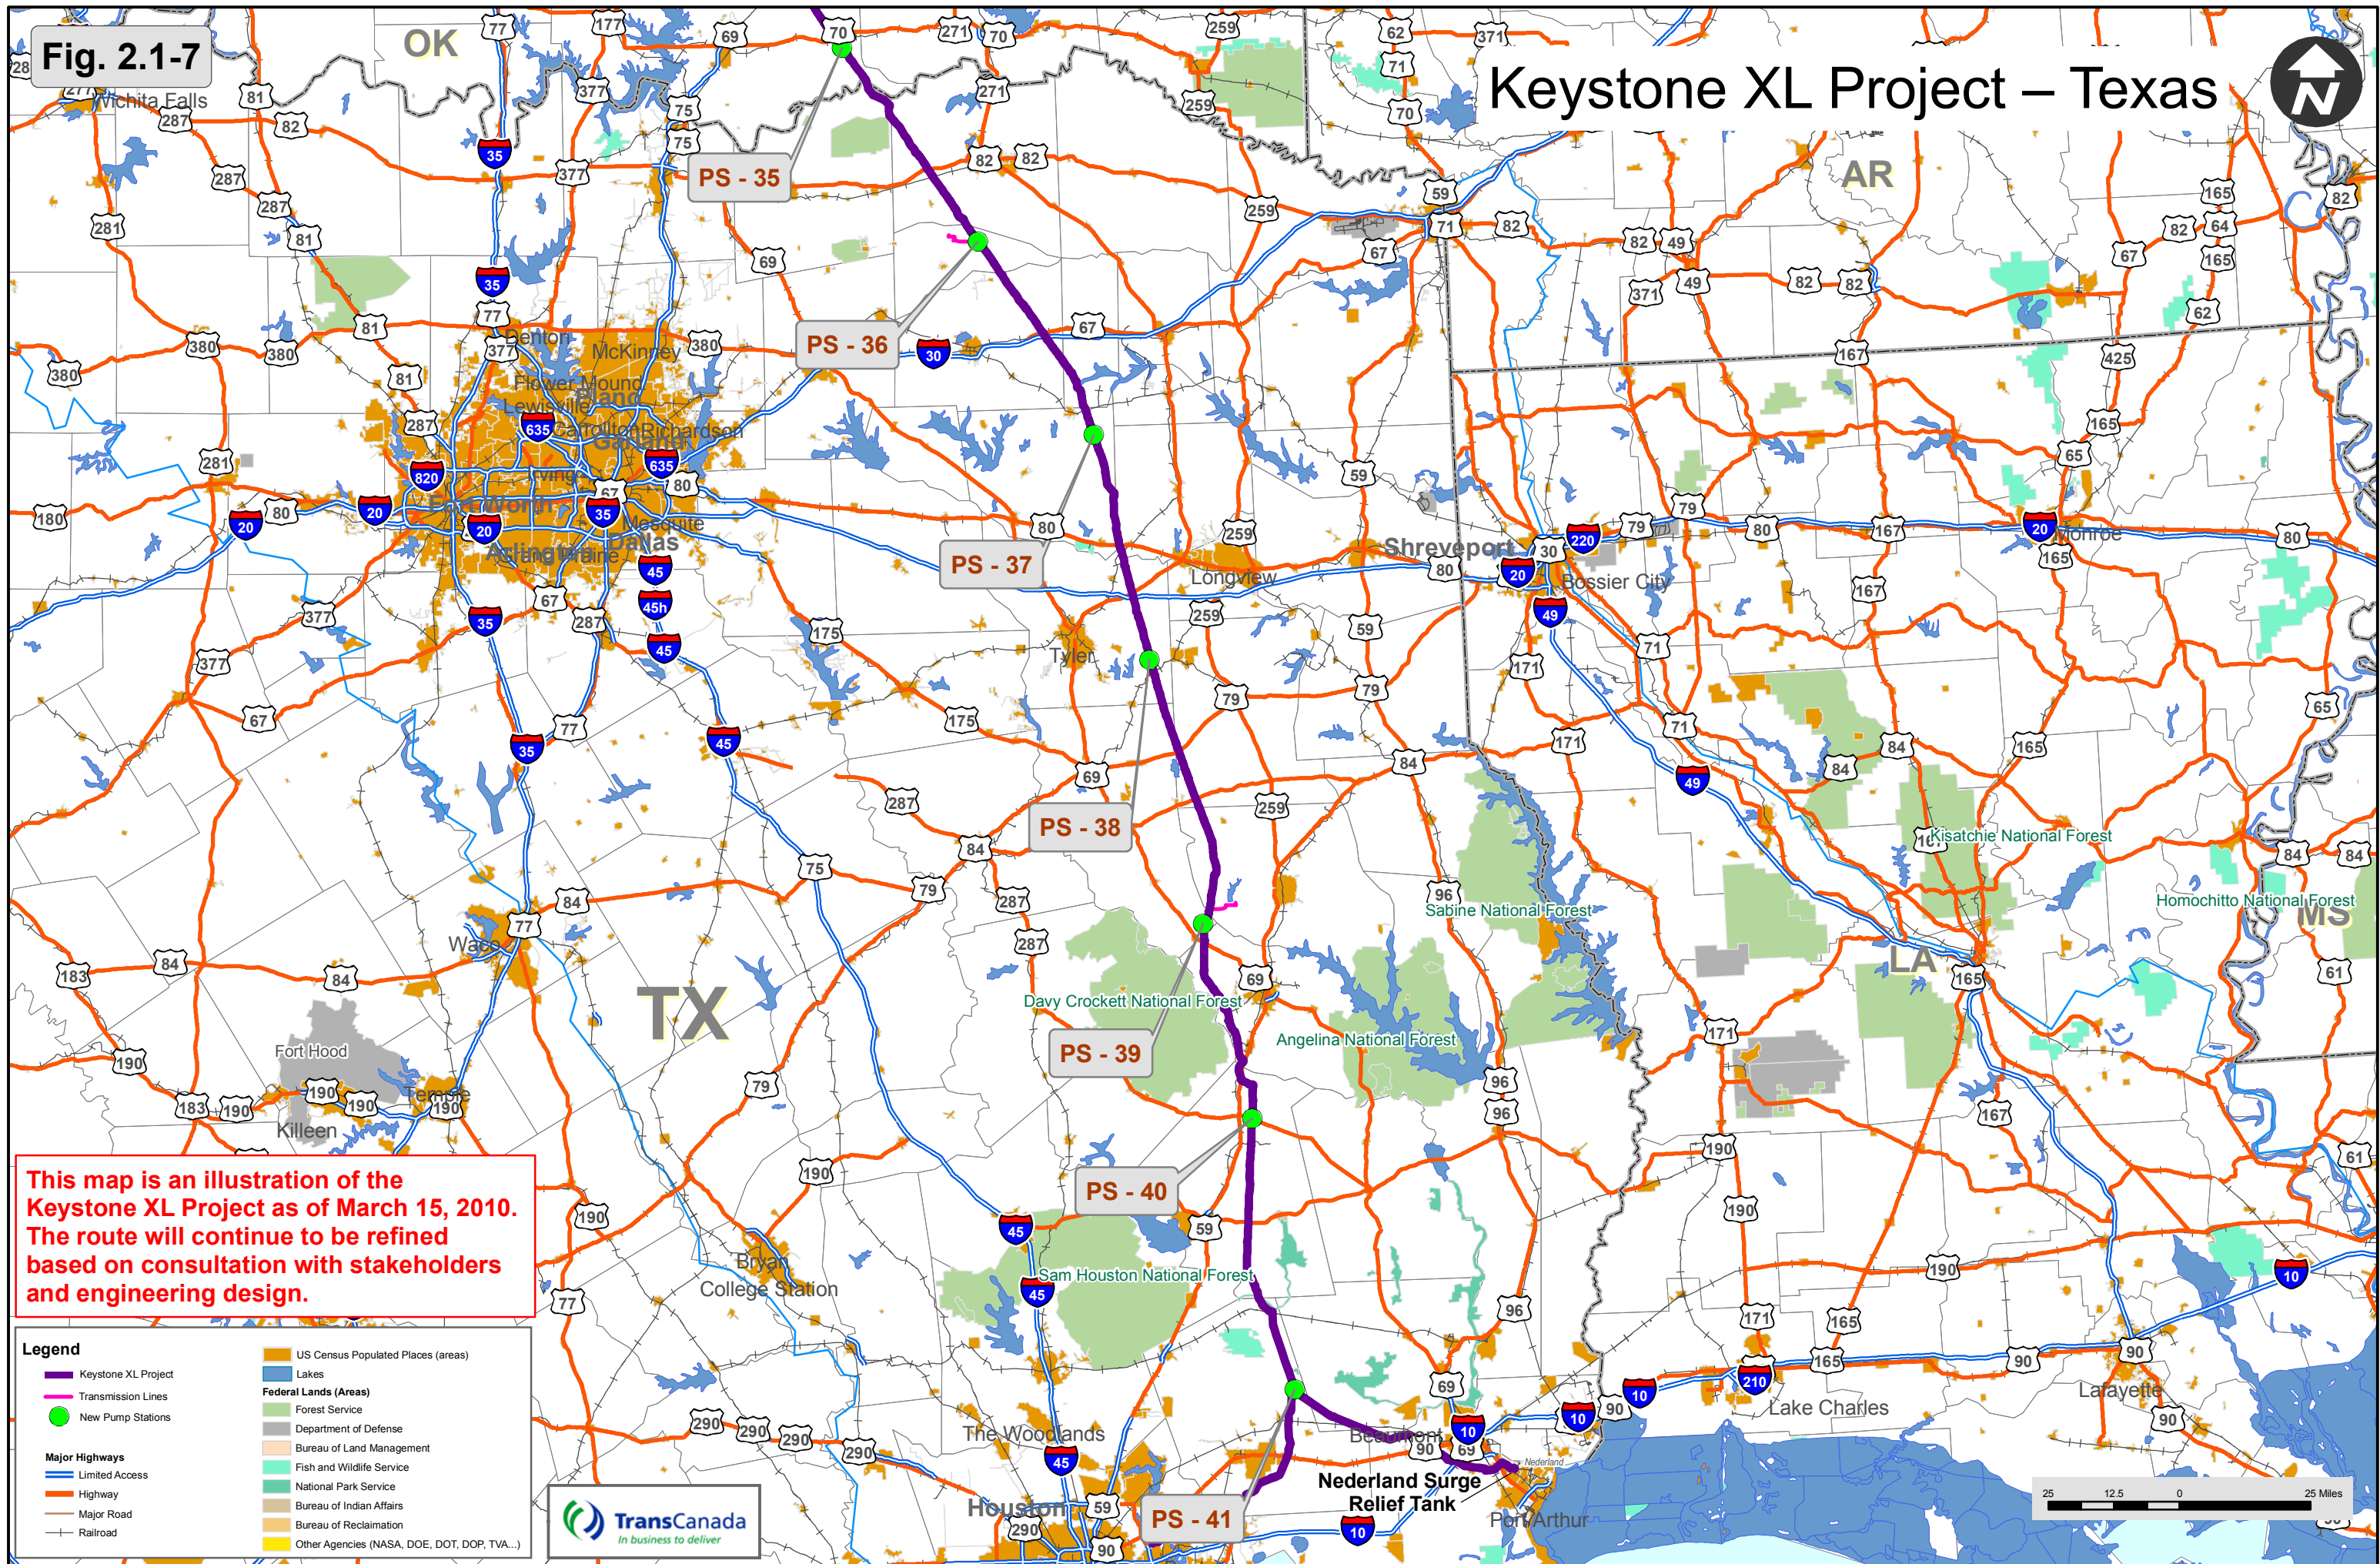 Fig. 2.1-7
Keystone XL Project – Texas
N
OK
AR
TX
LA
MS
Wichita Falls
Denton
McKinney
Flower Mound
Plano
Lewisville
Carrollton
Richardson
Garland
Irving
Fort Worth
Mesquite
Dallas
Arlington
Grand Prairie
Longview
Tyler
Shreveport
Bossier City
Monroe
Waco
Fort Hood
Temple
Killeen
Bryan
College Station
The Woodlands
Houston
Beaumont
Nederland
Port Arthur
Lake Charles
Lafayette
Kisatchie National Forest
Homochitto National Forest
Sabine National Forest
Davy Crockett National Forest
Angelina National Forest
Sam Houston National Forest
PS - 35
PS - 36
PS - 37
PS - 38
PS - 39
PS - 40
PS - 41
Nederland Surge
Relief Tank
This map is an illustration of the
Keystone XL Project as of March 15, 2010.
The route will continue to be refined
based on consultation with stakeholders
and engineering design.
Legend
Keystone XL Project
Transmission Lines
New Pump Stations
Major Highways
Limited Access
Highway
Major Road
Railroad
US Census Populated Places (areas)
Lakes
Federal Lands (Areas)
Forest Service
Department of Defense
Bureau of Land Management
Fish and Wildlife Service
National Park Service
Bureau of Indian Affairs
Bureau of Reclamation
Other Agencies (NASA, DOE, DOT, DOP, TVA...)
TransCanada
In business to deliver
25 12.5 0 25 Miles